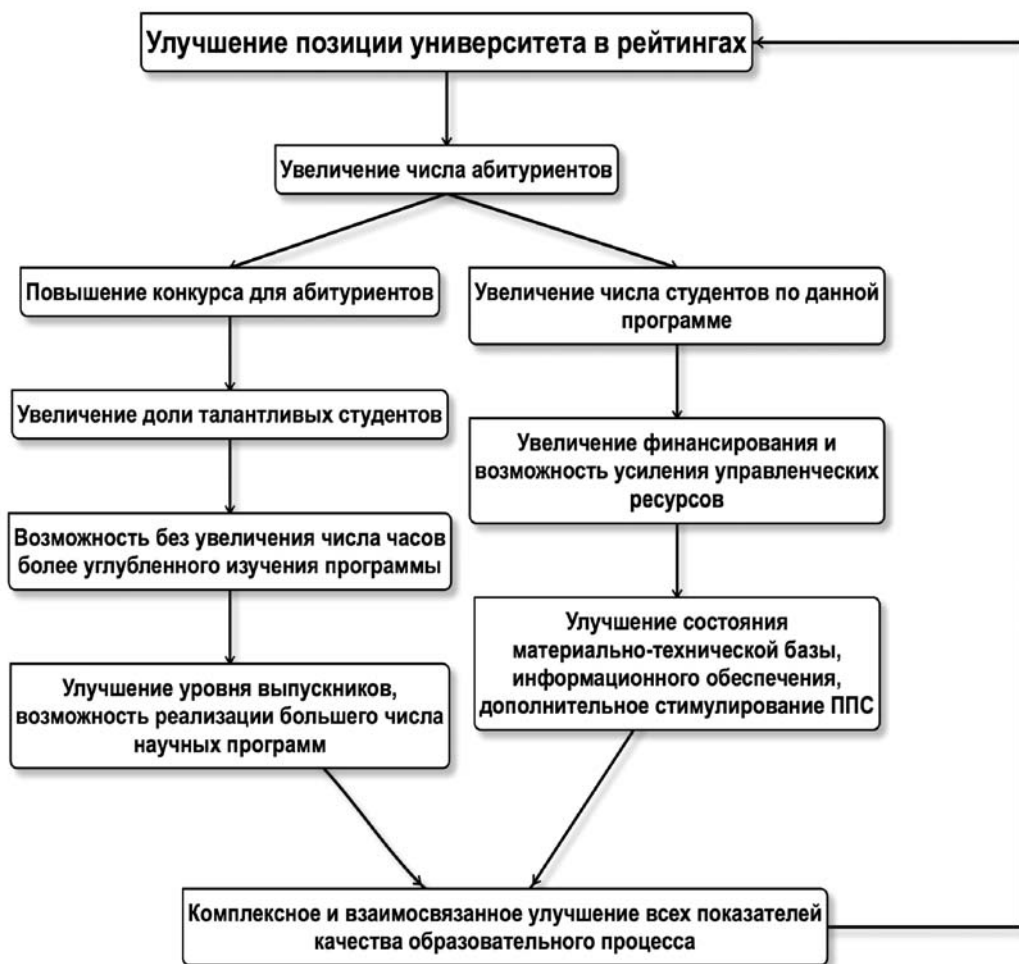 Улучшение позиции университета в рейтингах
Увеличение числа абитуриентов
Повышение конкурса для абитуриентов
Увеличение доли талантливых студентов
Возможность без увеличения числа часов
более углубленного изучения программы
Улучшение уровня выпускников,
возможность реализации большего числа
научных программ
Увеличение числа студентов по данной
программе
Увеличение финансирования и
возможность усиления управленческих
ресурсов
Улучшение состояния
материально-технической базы,
информационного обеспечения,
дополнительное стимулирование ППС
Комплексное и взаимосвязанное улучшение всех показателей
качества образовательного процесса